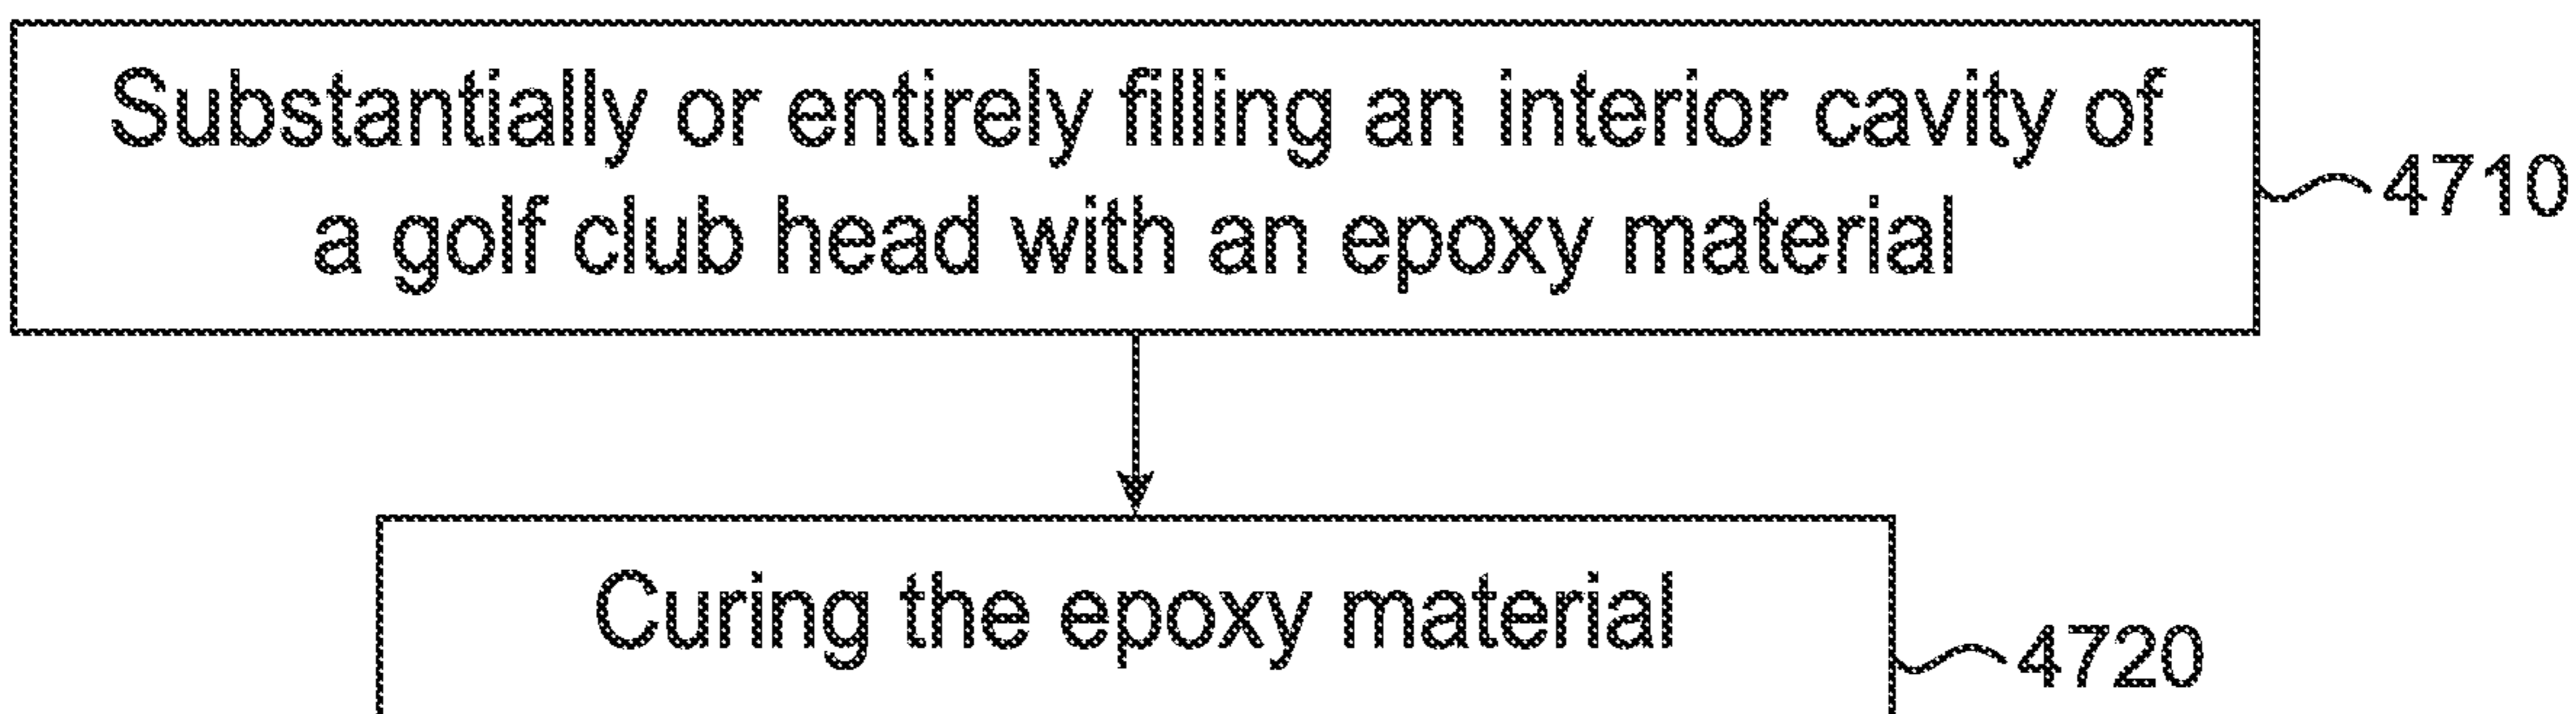 Substantially or entirely filling an interior cavity of
a golf club head with an epoxy material
4710
Curing the epoxy material
4720